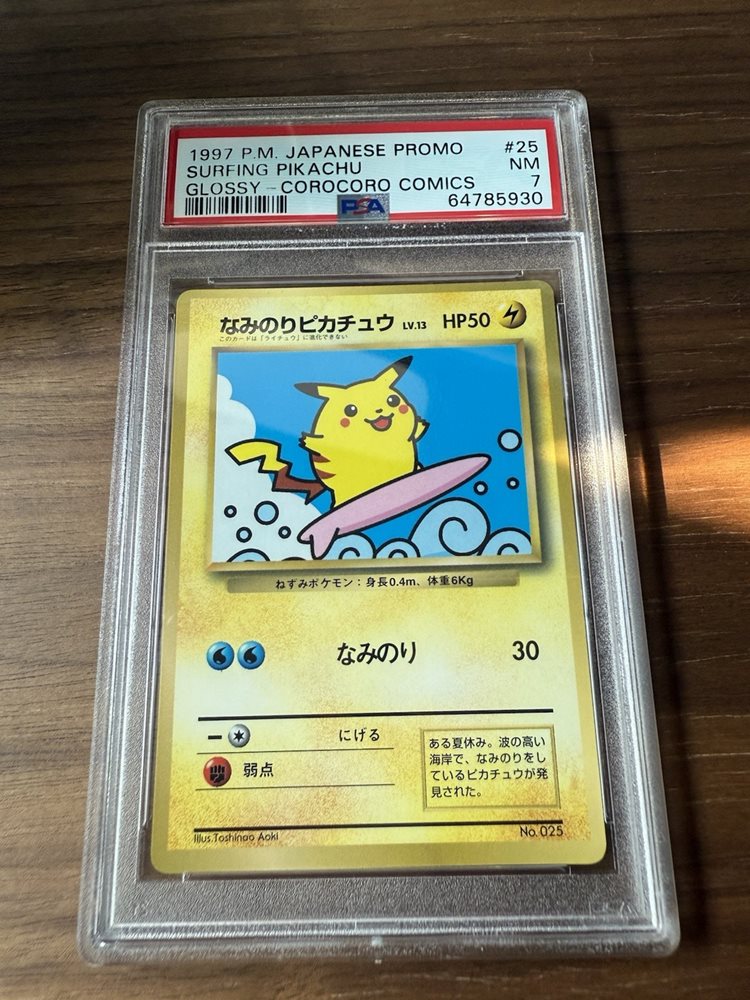 1997 P.M. JAPANESE PROMO #25
SURFING PIKACHU NM
GLOSSY-COROCORO COMICS 7
PSA 64785930
なみのりピカチュウ LV.13 HP50
このカードは「ライチュウ」に進化できない
ねずみポケモン：身長0.4m、体重6Kg
なみのり 30
にげる
弱点
ある夏休み。波の高い
海岸で、なみのりをし
ているピカチュウが発
見された。
Illus.Toshinao Aoki
No. 025